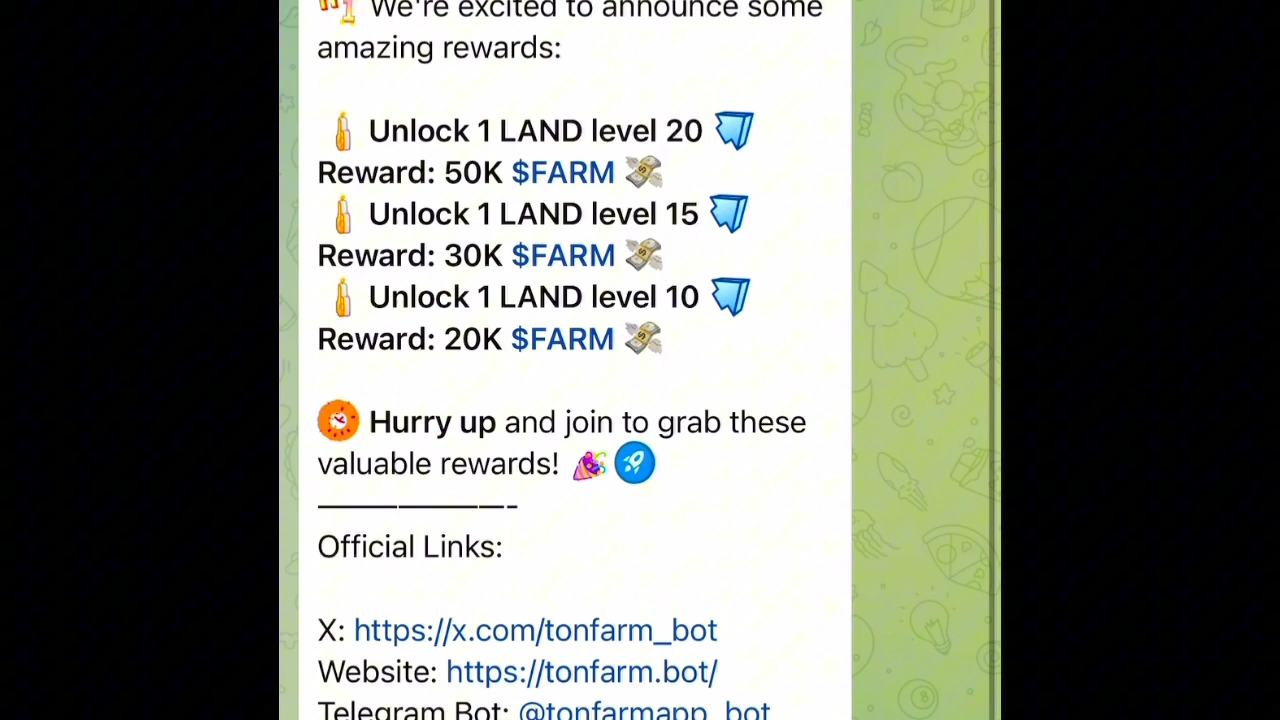 We're excited to announce some
amazing rewards:
Unlock 1 LAND level 20
Reward: 50K $FARM
Unlock 1 LAND level 15
Reward: 30K $FARM
Unlock 1 LAND level 10
Reward: 20K $FARM
Hurry up and join to grab these
valuable rewards!
——————-
Official Links:
X: https://x.com/tonfarm_bot
Website: https://tonfarm.bot/
Telegram Bot: @tonfarmapp_bot